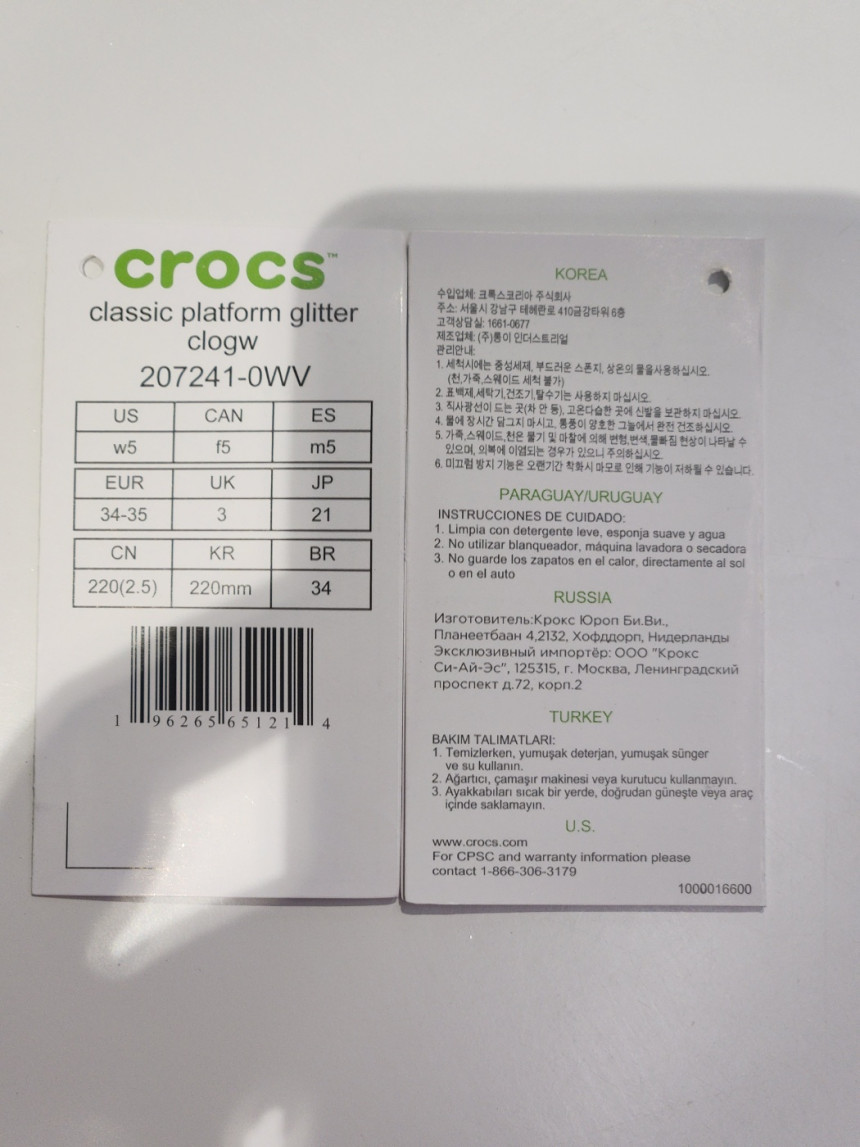 crocs™
classic platform glitter
clogw
207241-0WV
US CAN ES
w5 f5 m5
EUR UK JP
34-35 3 21
CN KR BR
220(2.5) 220mm 34
1 96265 65121 4
KOREA
수입업체: 크록스코리아 주식회사
주소: 서울시 강남구 테헤란로 410금강타워 6층
고객상담실: 1661-0677
제조업체: (주)통이 인더스트리얼
관리안내:
1. 세척시에는 중성세제, 부드러운 스폰지, 상온의 물을사용하십시오.
(천,가죽,스웨이드 세척 불가)
2. 표백제,세탁기,건조기,탈수기는 사용하지 마십시오.
3. 직사광선이 드는 곳(차 안 등), 고온다습한 곳에 신발을 보관하지 마십시오.
4. 물에 장시간 담그지 마시고, 통풍이 양호한 그늘에서 완전 건조하십시오.
5. 가죽,스웨이드,천은 물기 및 마찰에 의해 변형,변색,물빠짐 현상이 나타날 수
있으며, 의복에 이염되는 경우가 있으니 주의하십시오.
6. 미끄럼 방지 기능은 오랜기간 착화시 마모로 인해 기능이 저하될 수 있습니다.
PARAGUAY/URUGUAY
INSTRUCCIONES DE CUIDADO:
1. Limpia con detergente leve, esponja suave y agua
2. No utilizar blanqueador, máquina lavadora o secadora
3. No guarde los zapatos en el calor, directamente al sol
o en el auto
RUSSIA
Изготовитель:Крокс Юроп Би.Ви.,
Планеетбаан 4,2132, Хофддорп, Нидерланды
Эксклюзивный импортёр: ООО "Крокс
Си-Ай-Эс", 125315, г. Москва, Ленинградский
проспект д.72, корп.2
TURKEY
BAKIM TALIMATLARI:
1. Temizlerken, yumuşak deterjan, yumuşak sünger
ve su kullanın.
2. Ağartıcı, çamaşır makinesi veya kurutucu kullanmayın.
3. Ayakkabıları sıcak bir yerde, doğrudan güneşte veya araç
içinde saklamayın.
U.S.
www.crocs.com
For CPSC and warranty information please
contact 1-866-306-3179
1000016600